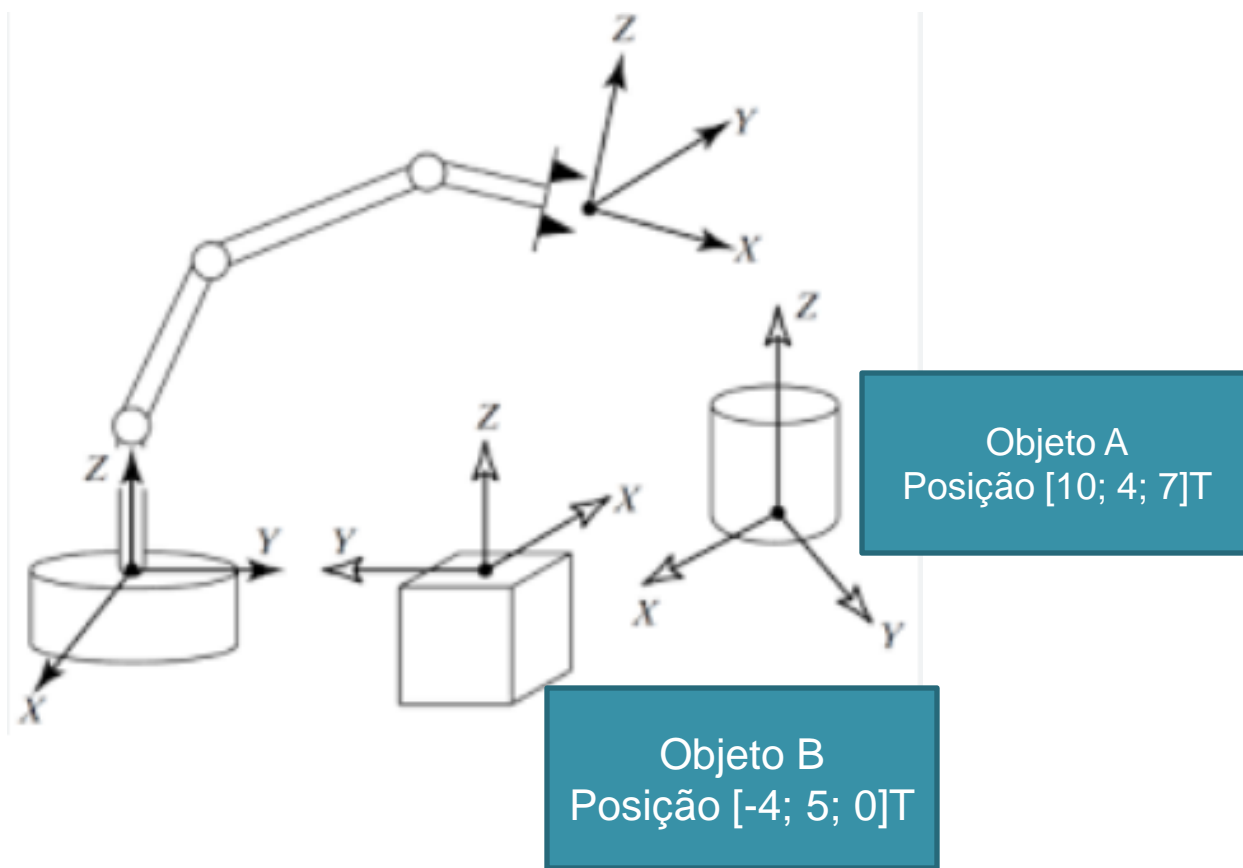 Z
Y
X
Z
Z
Z
X
Y
Y
X
Y
X
Objeto A
Posição [10; 4; 7]T
Objeto B
Posição [-4; 5; 0]T